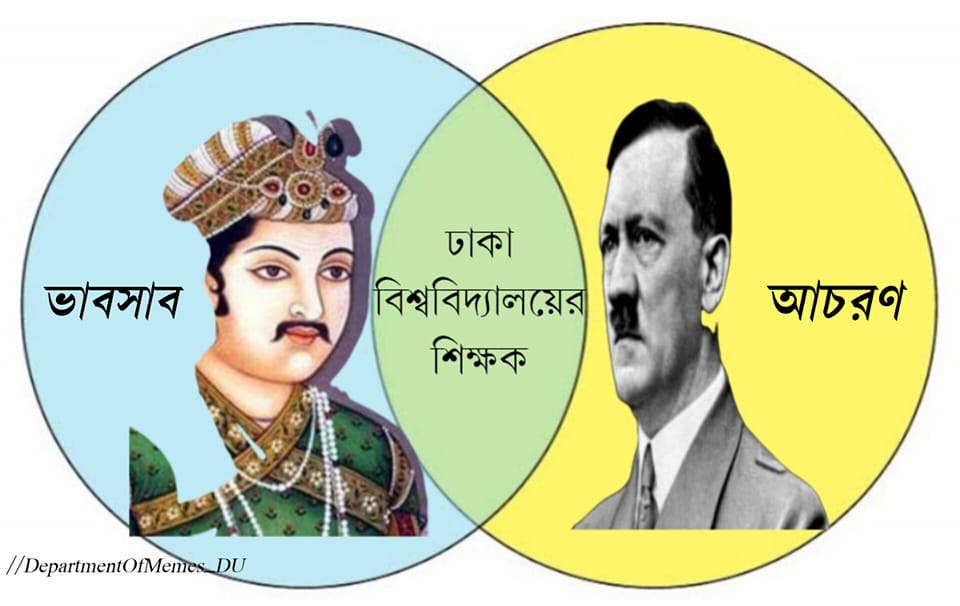 ভাবসাব
ঢাকা
বিশ্ববিদ্যালয়ের
শিক্ষক
আচরণ
//DepartmentOfMemes_DU